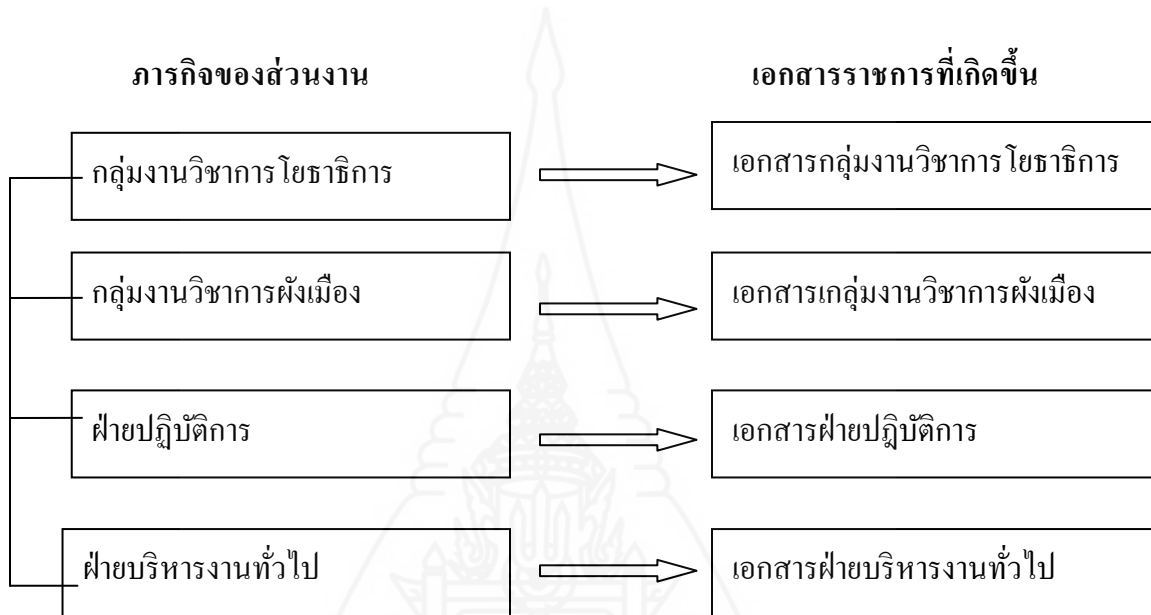 ภารกิจของส่วนงาน เอกสารราชการที่เกิดขึ้น
กลุ่มงานวิชาการโยธาธิการ เอกสารกลุ่มงานวิชาการโยธาธิการ
กลุ่มงานวิชาการผังเมือง เอกสารเกลุ่มงานวิชาการผังเมือง
ฝ่ายปฏิบัติการ เอกสารฝ่ายปฎิบัติการ
ฝ่ายบริหารงานทั่วไป เอกสารฝ่ายบริหารงานทั่วไป